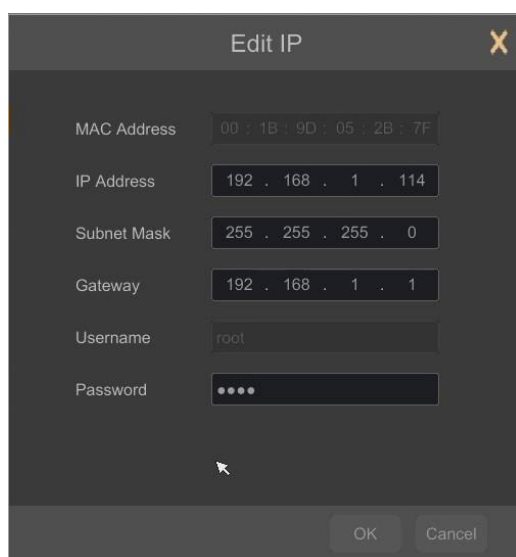 Edit IP
X
MAC Address 00 : 1B : 9D : 05 : 2B : 7F
IP Address 192 . 168 . 1 . 114
Subnet Mask 255 . 255 . 255 . 0
Gateway 192 . 168 . 1 . 1
Username root
Password ●●●●
OK Cancel